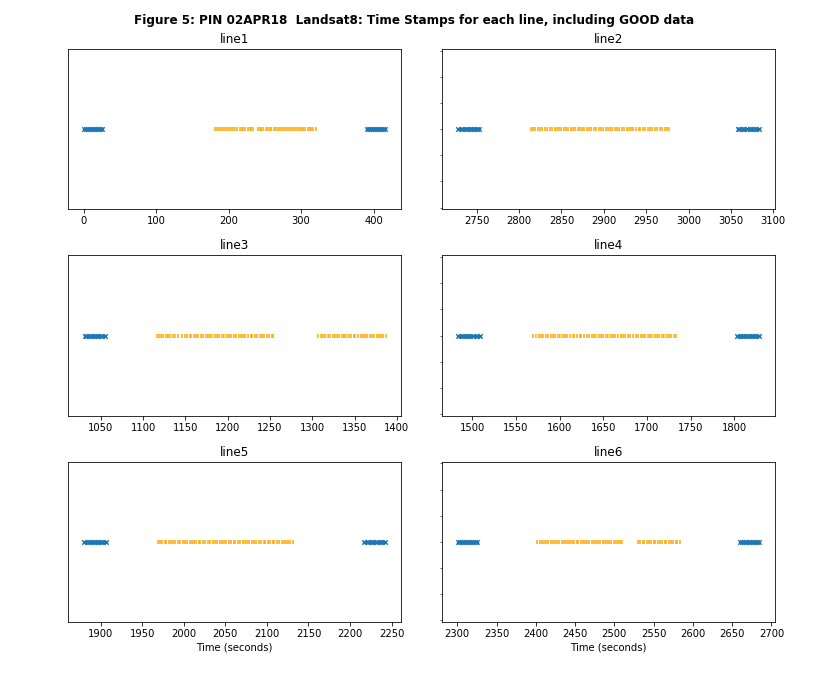 Figure 5: PIN 02APR18  Landsat8: Time Stamps for each line, including GOOD data
line1
line2
0 100 200 300 400
2750 2800 2850 2900 2950 3000 3050 3100
line3
line4
1050 1100 1150 1200 1250 1300 1350 1400
1500 1550 1600 1650 1700 1750 1800
line5
line6
1900 1950 2000 2050 2100 2150 2200 2250
2300 2350 2400 2450 2500 2550 2600 2650 2700
Time (seconds)
Time (seconds)